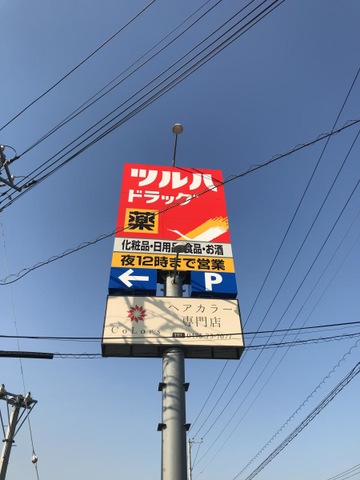 ツルハ
ドラッグ
薬
化粧品・日用品・食品・お酒
夜12時まで営業
P
ヘアカラー
CoLors
専門店